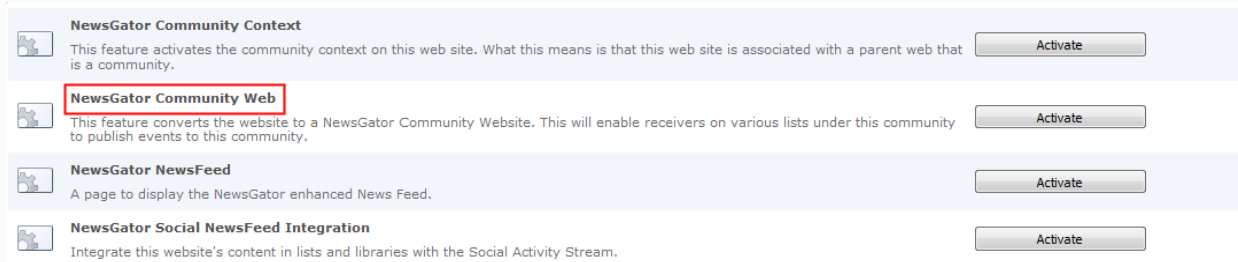 NewsGator Community Context
This feature activates the community context on this web site. What this means is that this web site is associated with a parent web that
is a community.
Activate
NewsGator Community Web
This feature converts the website to a NewsGator Community Website. This will enable receivers on various lists under this community
to publish events to this community.
Activate
NewsGator NewsFeed
A page to display the NewsGator enhanced News Feed.
Activate
NewsGator Social NewsFeed Integration
Integrate this website's content in lists and libraries with the Social Activity Stream.
Activate